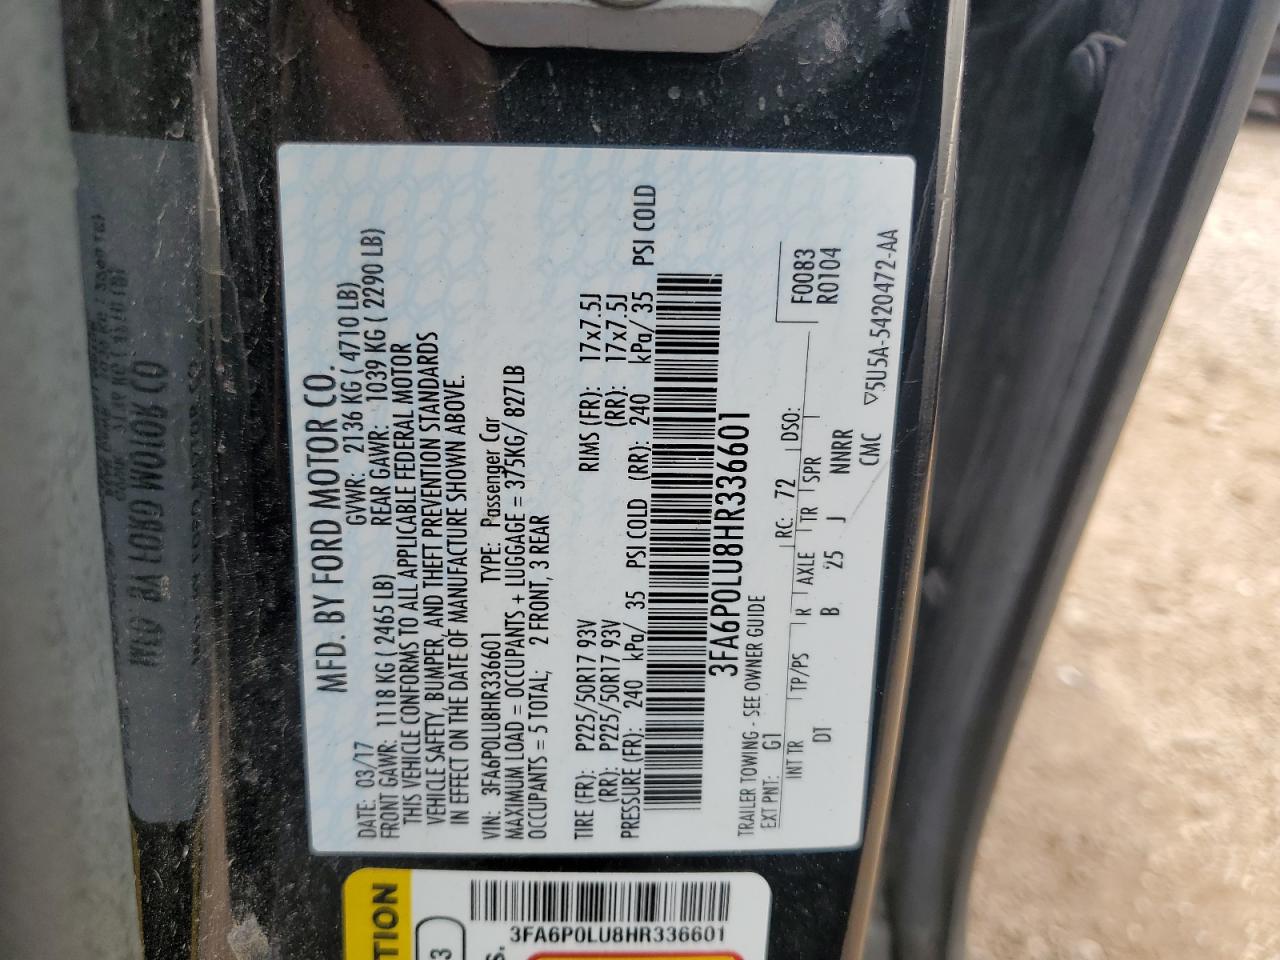 MFD. BY FORD MOTOR CO.
DATE: 03/17 GVWR: 2136 KG ( 4710 LB)
FRONT GAWR: 1118 KG ( 2465 LB) REAR GAWR: 1039 KG ( 2290 LB)
THIS VEHICLE CONFORMS TO ALL APPLICABLE FEDERAL MOTOR
VEHICLE SAFETY, BUMPER, AND THEFT PREVENTION STANDARDS
IN EFFECT ON THE DATE OF MANUFACTURE SHOWN ABOVE.
VIN: 3FA6P0LU8HR336601 TYPE: Passenger Car
MAXIMUM LOAD = OCCUPANTS + LUGGAGE = 375KG/ 827LB
OCCUPANTS = 5 TOTAL: 2 FRONT, 3 REAR
TIRE (FR): P225/50R17 93V RIMS (FR): 17x7.5J
(RR): P225/50R17 93V (RR): 17x7.5J
PRESSURE (FR): 240 kPa/ 35 PSI COLD (RR): 240 kPa/ 35 PSI COLD
3FA6P0LU8HR336601
TRAILER TOWING - SEE OWNER GUIDE
EXT PNT: G1 RC: 72 DSO: F0083
R0104
INT TR TP/PS R AXLE TR SPR
DT B 25 J NNRR
CMC ▽5U5A-5420472-AA
TION
3
S.
3FA6P0LU8HR336601